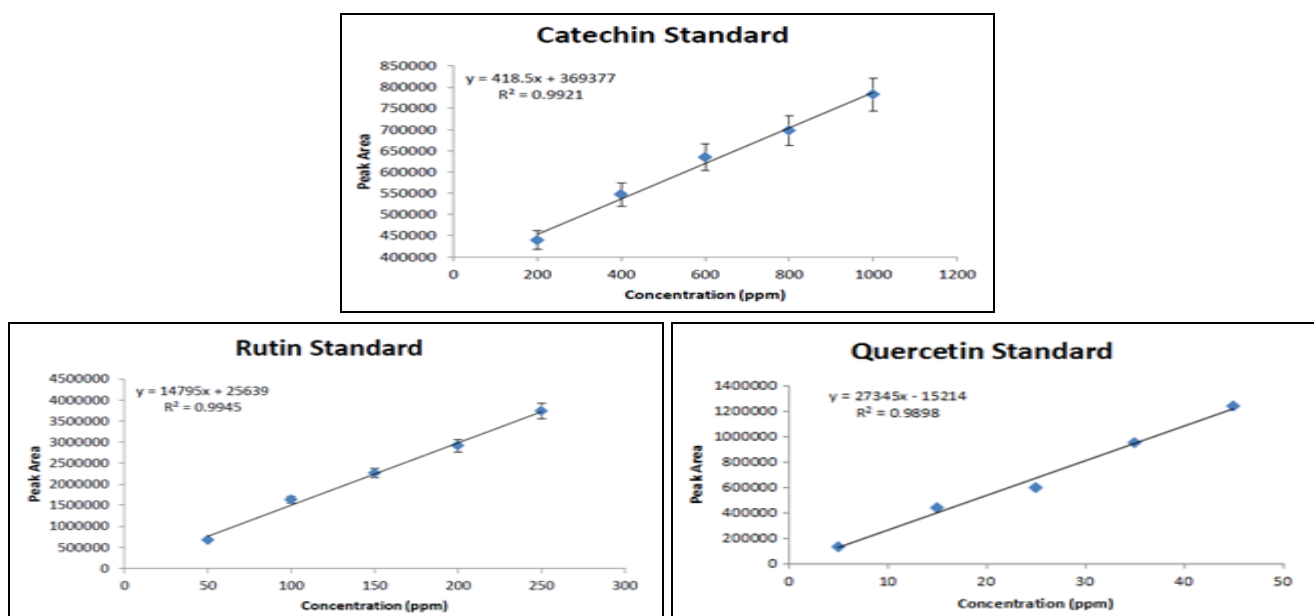 Catechin Standard
y = 418.5x + 369377
R² = 0.9921
850000
800000
750000
700000
650000
600000
550000
500000
450000
400000
Peak Area
0 200 400 600 800 1000 1200
Concentration (ppm)
Rutin Standard
y = 14795x + 25639
R² = 0.9945
4500000
4000000
3500000
3000000
2500000
2000000
1500000
1000000
500000
0
Peak Area
0 50 100 150 200 250 300
Concentration (ppm)
Quercetin Standard
y = 27345x - 15214
R² = 0.9898
1400000
1200000
1000000
800000
600000
400000
200000
0
Peak Area
0 10 20 30 40 50
Concentration (ppm)